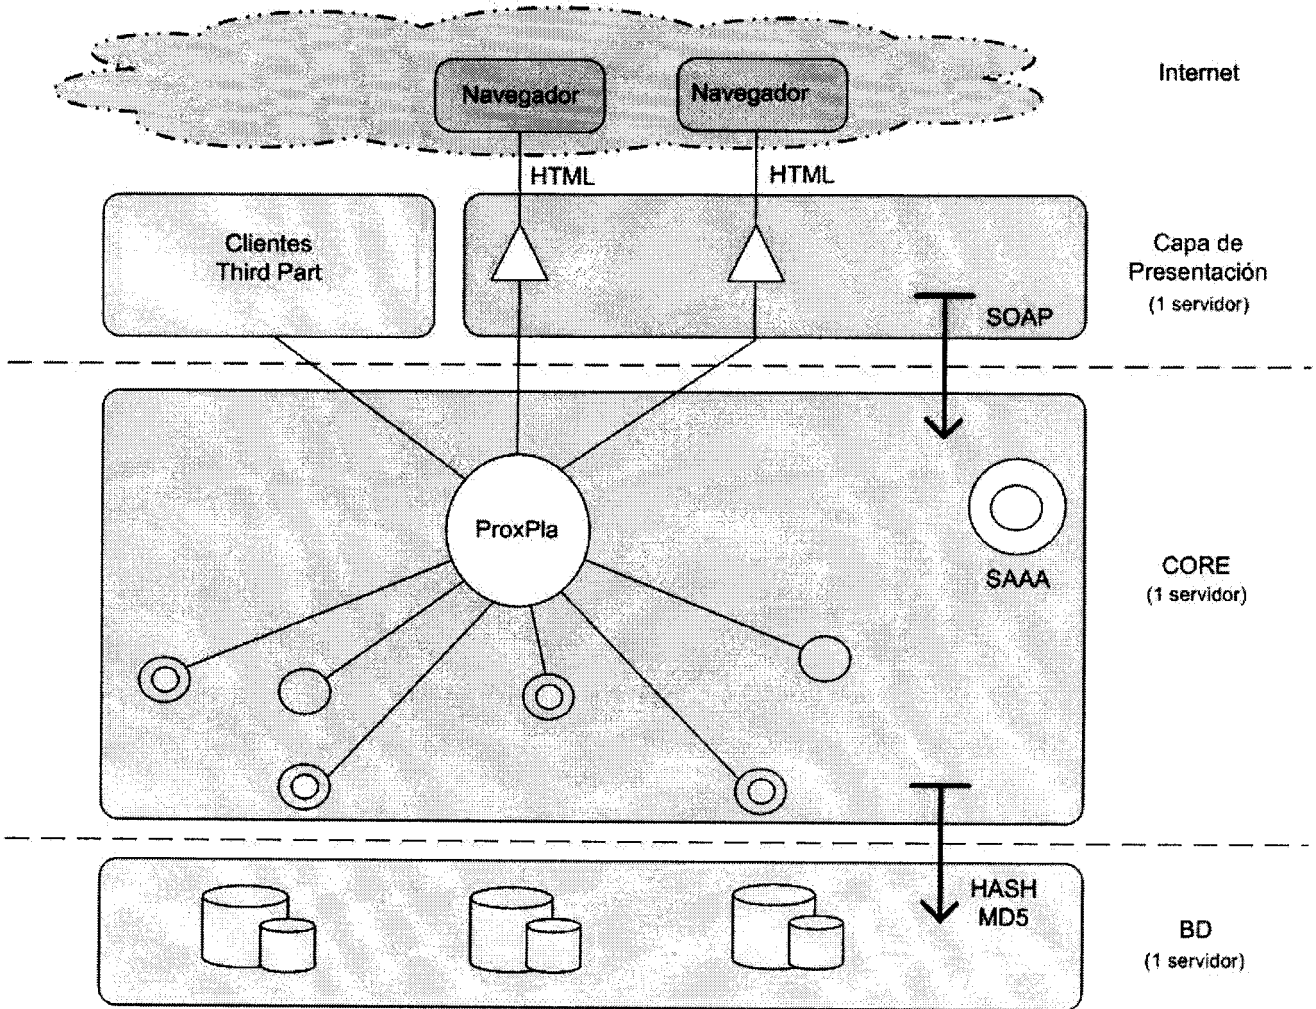 Navegador
Navegador
Internet
HTML
HTML
Clientes
Third Part
Capa de
Presentación
(1 servidor)
SOAP
ProxPla
SAAA
CORE
(1 servidor)
HASH
MD5
BD
(1 servidor)